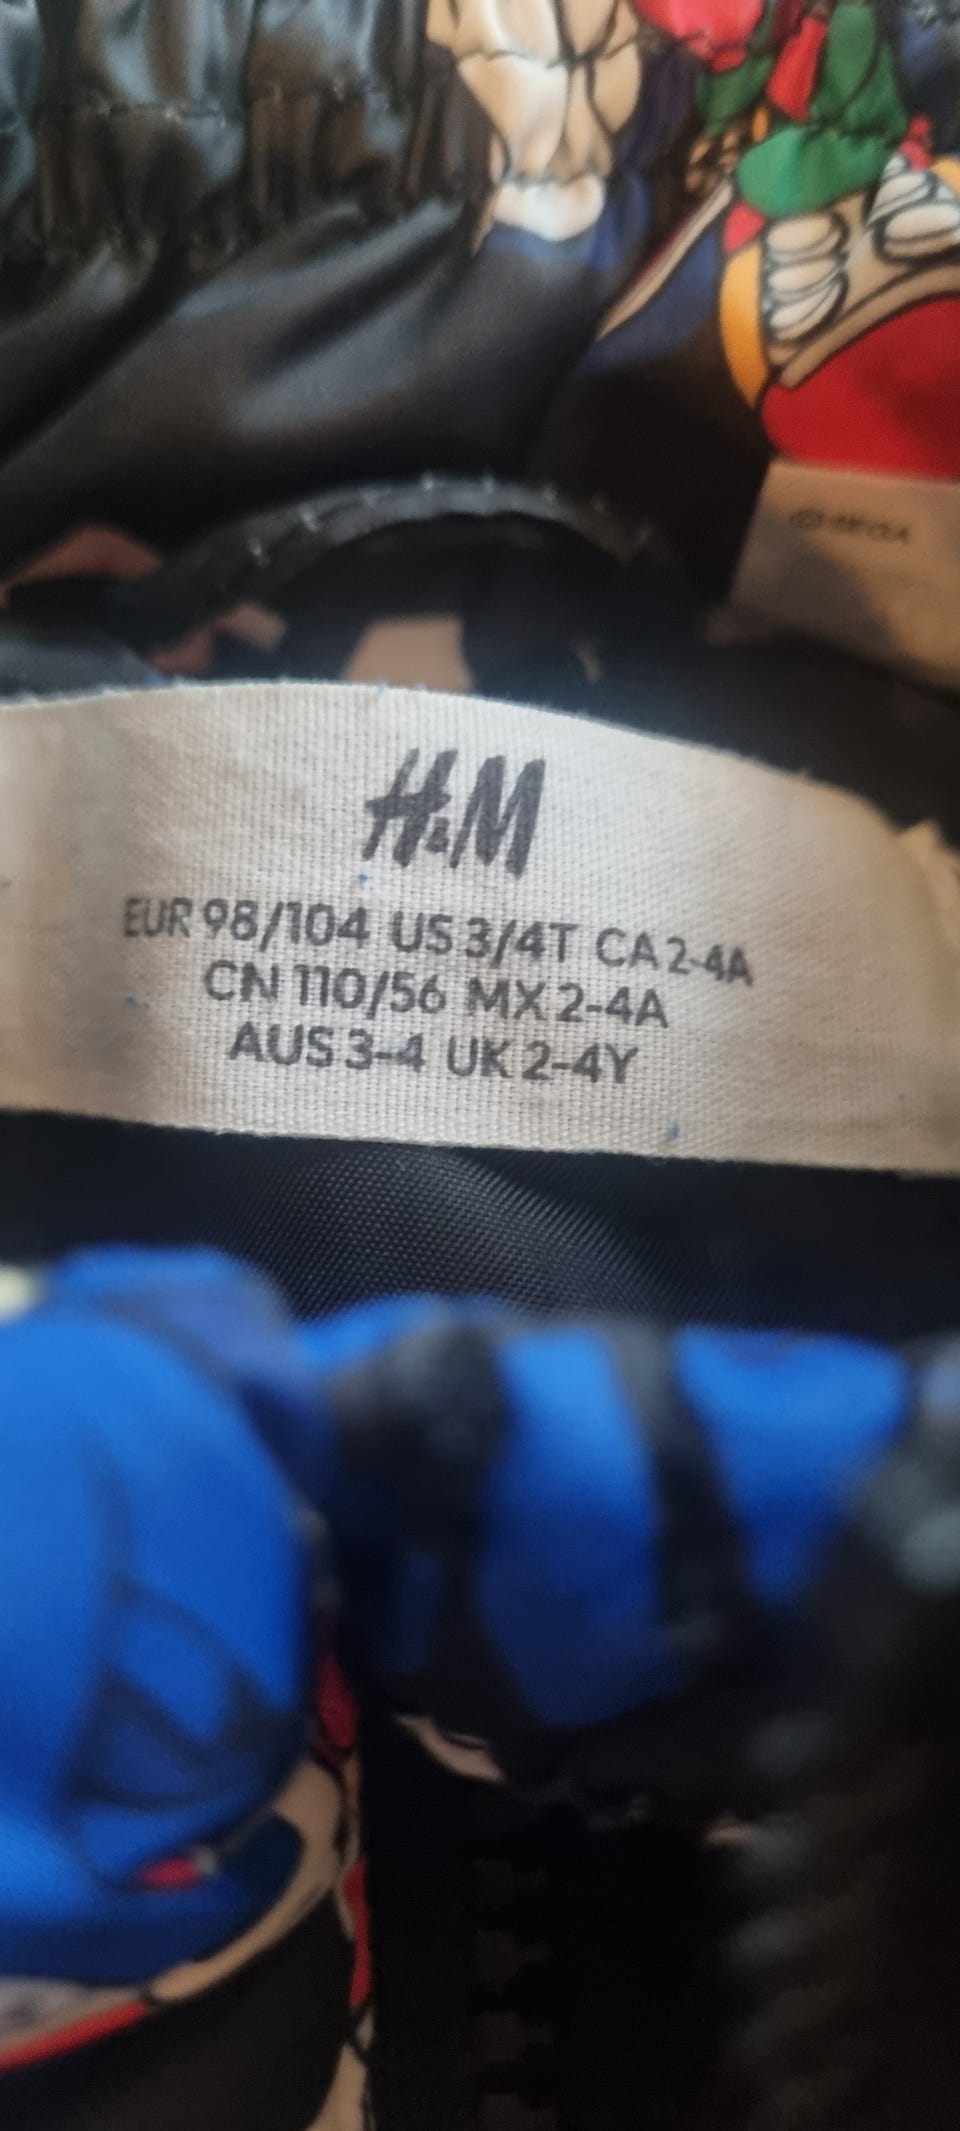 H&M
EUR 98/104 US 3/4T CA 2-4A
CN 110/56 MX 2-4A
AUS 3-4 UK 2-4Y